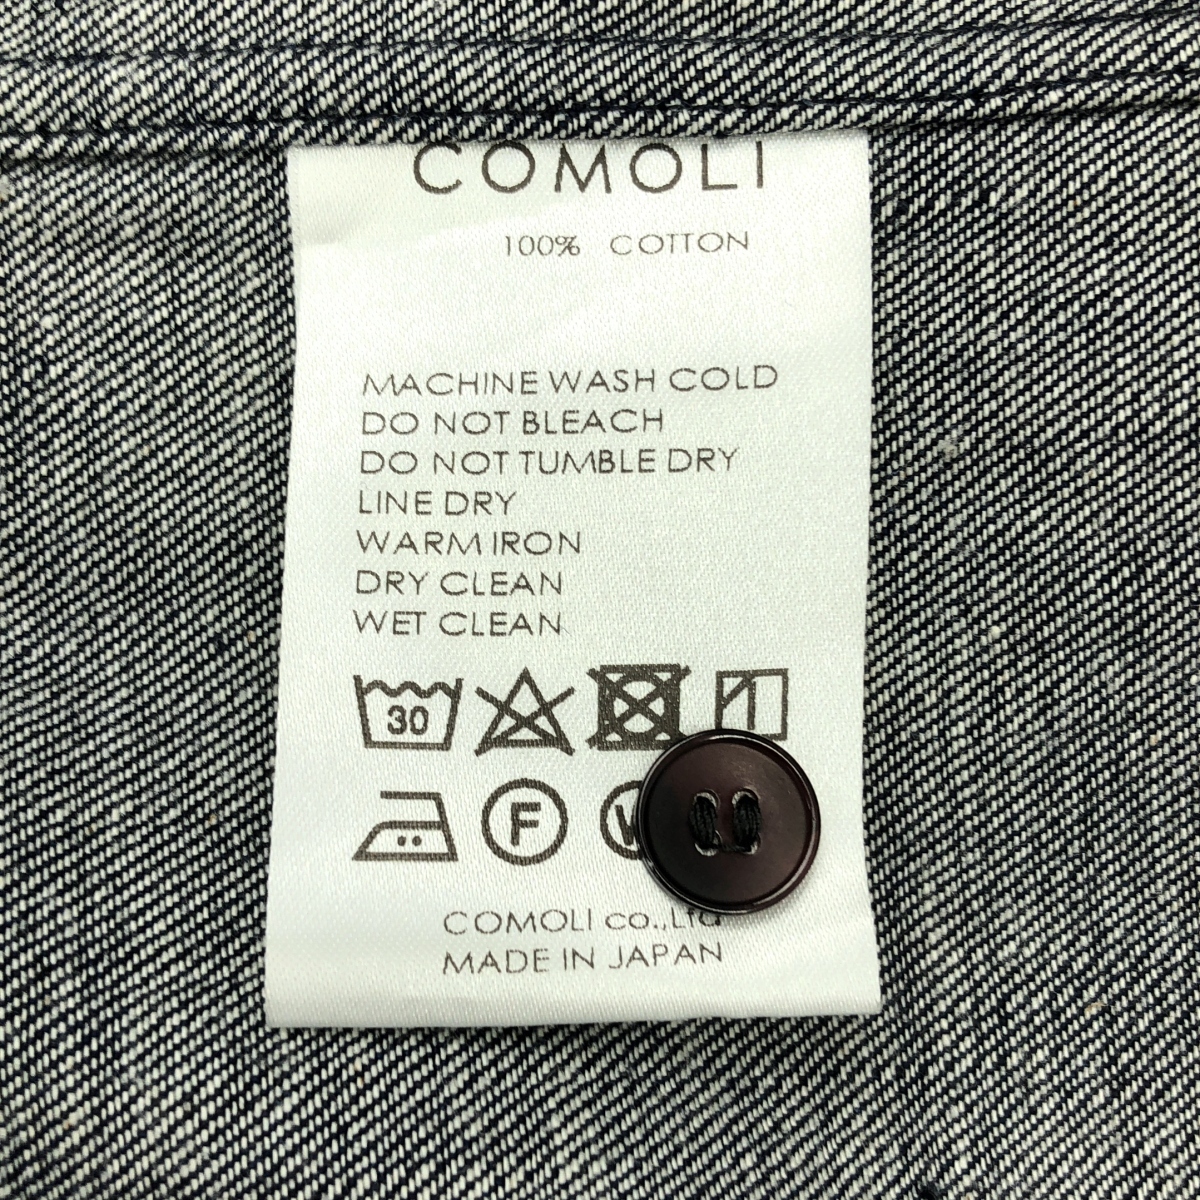 COMOLI
100% COTTON
MACHINE WASH COLD
DO NOT BLEACH
DO NOT TUMBLE DRY
LINE DRY
WARM IRON
DRY CLEAN
WET CLEAN
30
F W
COMOLI co.,Ltd
MADE IN JAPAN